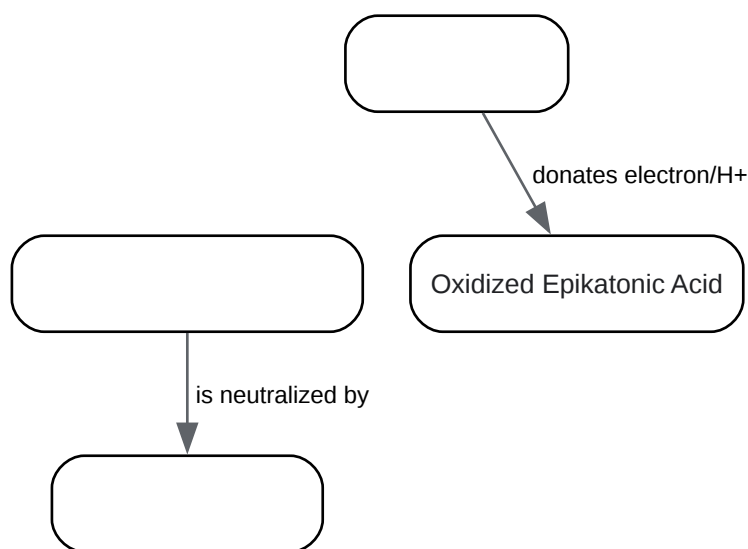 donates electron/H+
Oxidized Epikatonic Acid
is neutralized by